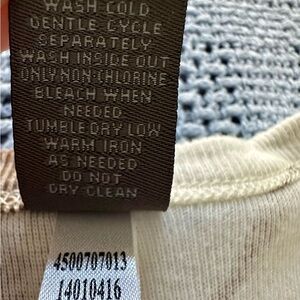 WASH COLD
GENTLE CYCLE
SEPARATELY
WASH INSIDE OUT
ONLY NON-CHLORINE
BLEACH WHEN
NEEDED
TUMBLE DRY LOW
WARM IRON
AS NEEDED
DO NOT
DRY CLEAN
4500707013
14010416